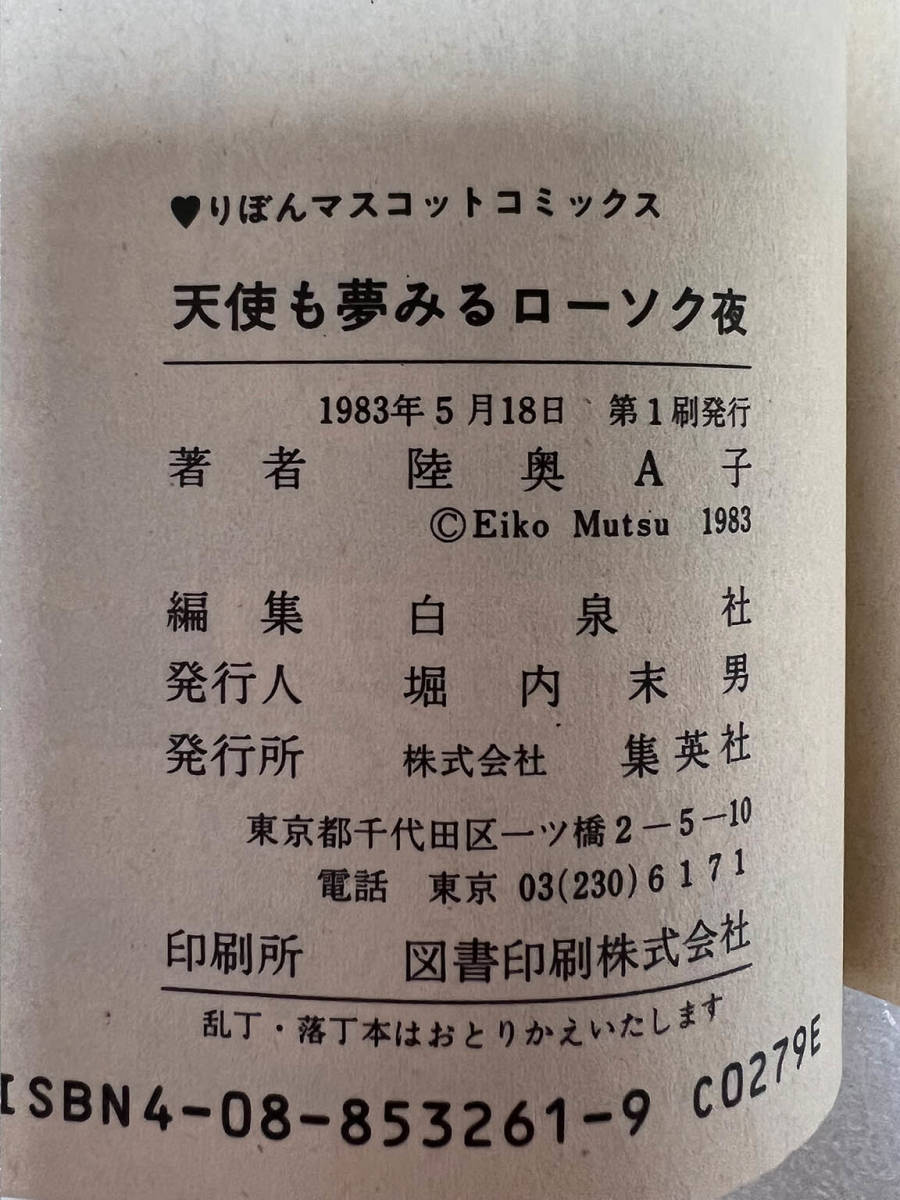 ♥りぼんマスコットコミックス
天使も夢みるローソク夜
1983年5月18日 第1刷発行
著者 陸奥A子
©Eiko Mutsu 1983
編集 白泉社
発行人 堀内末男
発行所 株式会社 集英社
東京都千代田区一ツ橋2-5-10
電話 東京 03(230)6171
印刷所 図書印刷株式会社
乱丁・落丁本はおとりかえいたします
ISBN4-08-853261-9 C0279E